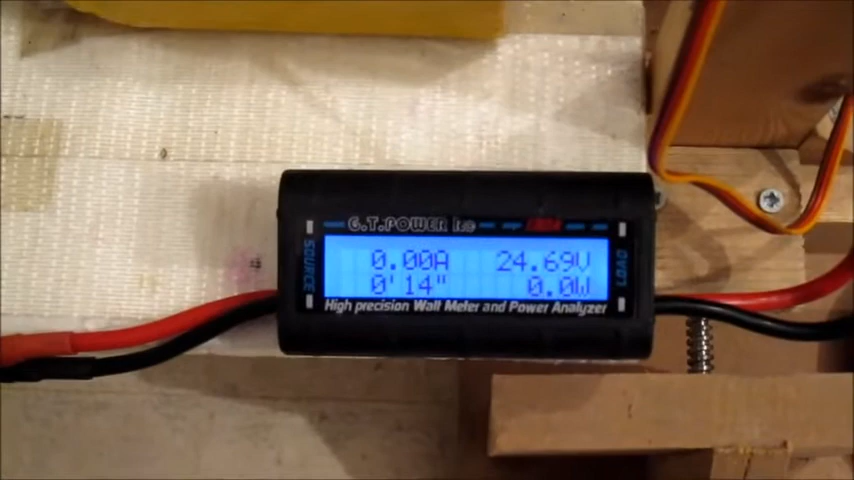 G.T.POWER
SOURCE
0.00A 24.69V
0'14" 0.0W
LOAD
High precision Watt Meter and Power Analyzer